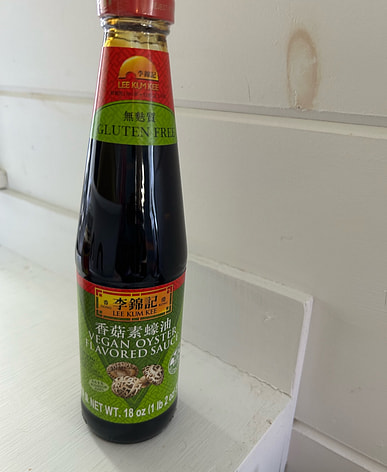 李錦記
LEE KUM KEE
無麩質
GLUTEN-FREE
李錦記
LEE KUM KEE
香菇素蠔油
VEGAN OYSTER
FLAVORED SAUCE
NET WT. 18 oz (1 lb 2 oz)